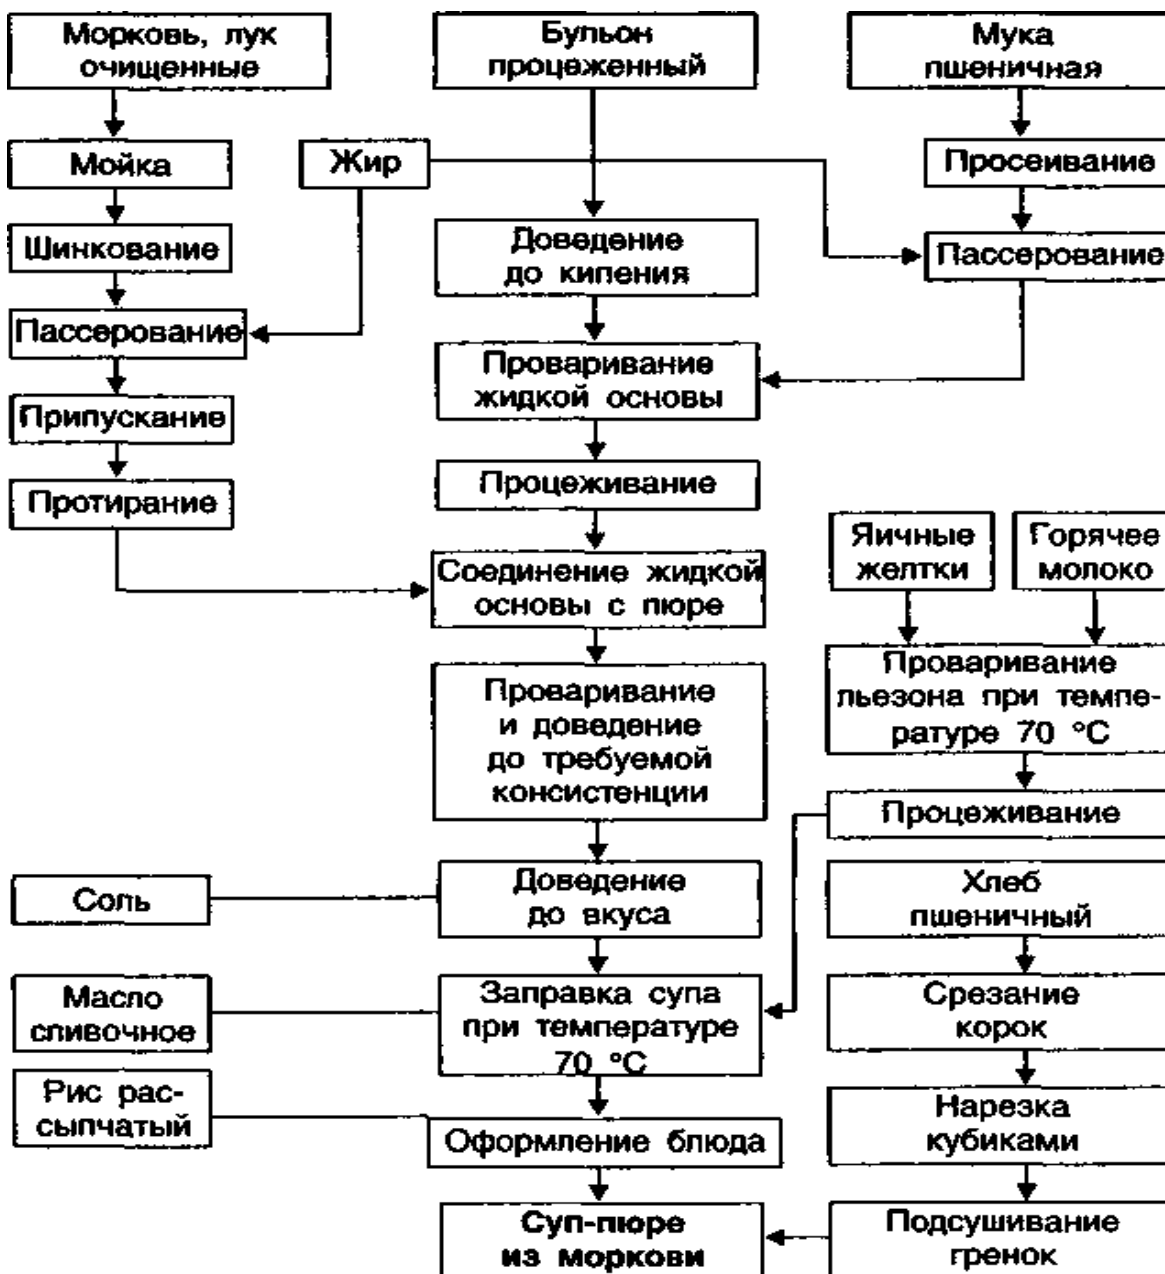 Морковь, лук
очищенные
Бульон
процеженный
Мука
пшеничная
Мойка
Жир
Просеивание
Шинкование
Доведение
до кипения
Пассерование
Пассерование
Проваривание
жидкой основы
Припускание
Процеживание
Протирание
Яичные
желтки
Горячее
молоко
Соединение жидкой
основы с пюре
Проваривание
и доведение
до требуемой
консистенции
Проваривание
льезона при темпе-
ратуре 70 °С
Процеживание
Соль
Доведение
до вкуса
Хлеб
пшеничный
Масло
сливочное
Заправка супа
при температуре
70 °С
Срезание
корок
Рис рас-
сыпчатый
Оформление блюда
Нарезка
кубиками
Суп-пюре
из моркови
Подсушивание
гренок